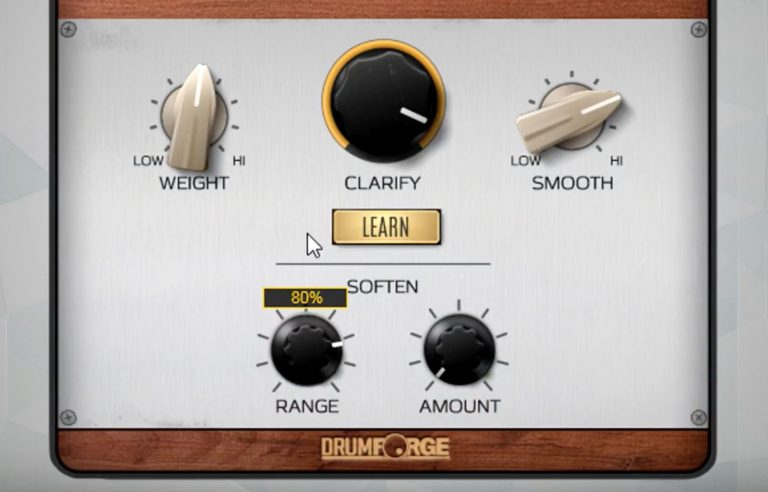 LOW HI
WEIGHT
CLARIFY
LOW HI
SMOOTH
LEARN
SOFTEN
80%
RANGE
AMOUNT
DRUMFORGE